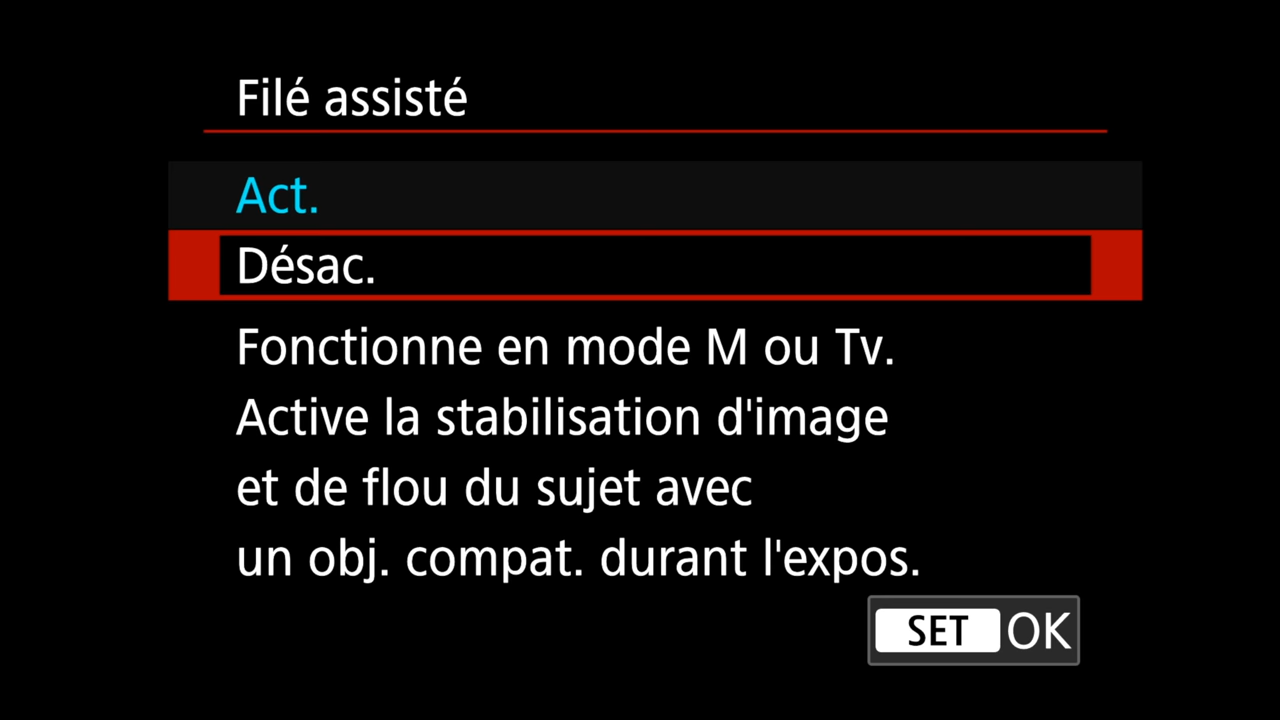 Filé assisté
Act.
Désac.
Fonctionne en mode M ou Tv.
Active la stabilisation d'image
et de flou du sujet avec
un obj. compat. durant l'expos.
SET OK